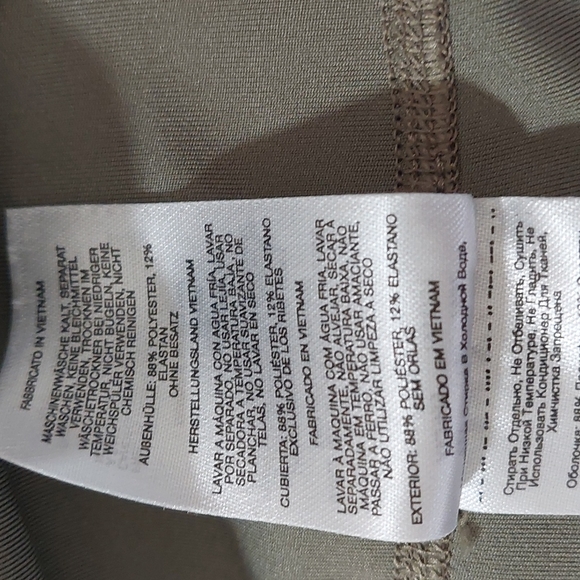 FABBRICATO IN VIETNAM
MASCHINENWÄSCHE KALT, SEPARAT
WASCHEN, KEINE BLEICHMITTEL
VERWENDEN, TROCKNEN IM
WÄSCHETROCKNER BEI NIEDRIGER
TEMPERATUR, NICHT BÜGELN, KEINE
WEICHSPÜLER VERWENDEN, NICHT
CHEMISCH REINIGEN
AUßENHÜLLE: 88% POLYESTER, 12%
ELASTAN
OHNE BESATZ
HERSTELLUNGSLAND VIETNAM
LAVAR A MÁQUINA CON AGUA FRÍA, LAVAR
POR SEPARADO, NO USAR LEJÍA, USAR
SECADORA A TEMPERATURA BAJA, NO
PLANCHAR, NO USAR SUAVIZANTE DE
TELAS, NO LAVAR EN SECO
CUBIERTA: 88% POLIÉSTER, 12% ELASTANO
EXCLUSIVO DE LOS RIBETES
FABRICADO EN VIETNAM
LAVAR À MÁQUINA COM ÁGUA FRIA, LAVAR
SEPARADAMENTE, NÃO ALVEJAR, SECAR À
MÁQUINA EM TEMPERATURA BAIXA, NÃO
PASSAR A FERRO, NÃO USAR AMACIANTE,
NÃO UTILIZAR LIMPEZA A SECO
EXTERIOR: 88% POLIÉSTER, 12% ELASTANO
SEM ORLAS
FABRICADO EM VIETNAM
Стирка В Холодной Воде,
Стирать Отдельно, Не Отбеливать, Сушить
При Низкой Температуре, Не Гладить, Не
Использовать Кондиционер Для Тканей,
Химчистка Запрещена
Оболочка: 88%